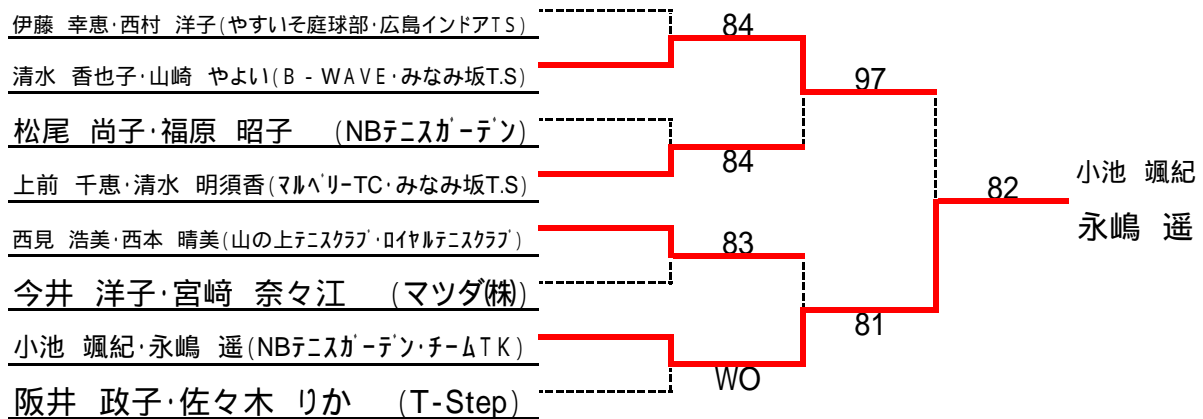 伊藤 幸恵・西村 洋子(やすいそ庭球部・広島インドアTS)
84
清水 香也子・山崎 やよい(B - WAVE・みなみ坂T.S)
97
松尾 尚子・福原 昭子 (NBﾃﾆｽｶﾞｰﾃﾞﾝ)
84
上前 千恵・清水 明須香(ﾏﾙﾍﾞﾘｰTC・みなみ坂T.S)
82
小池 颯紀
永嶋 遥
西見 浩美・西本 晴美(山の上ﾃﾆｽｸﾗﾌﾞ・ﾛｲﾔﾙﾃﾆｽｸﾗﾌﾞ)
83
今井 洋子・宮﨑 奈々江 (マツダ㈱)
81
小池 颯紀・永嶋 遥(NBﾃﾆｽｶﾞｰﾃﾞﾝ・ﾁｰﾑTK)
WO
阪井 政子・佐々木 りか (T-Step)